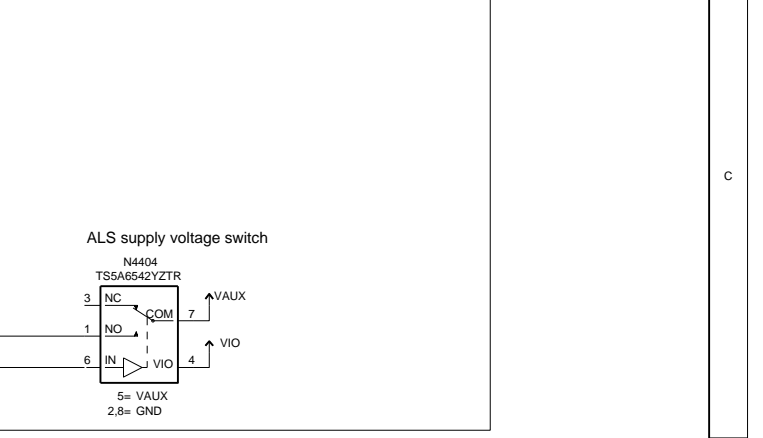 C
ALS supply voltage switch
N4404
TS5A6542YZTR
3 NC
VAUX
COM 7
1 NO
VIO
6 IN VIO 4
5= VAUX
2,8= GND